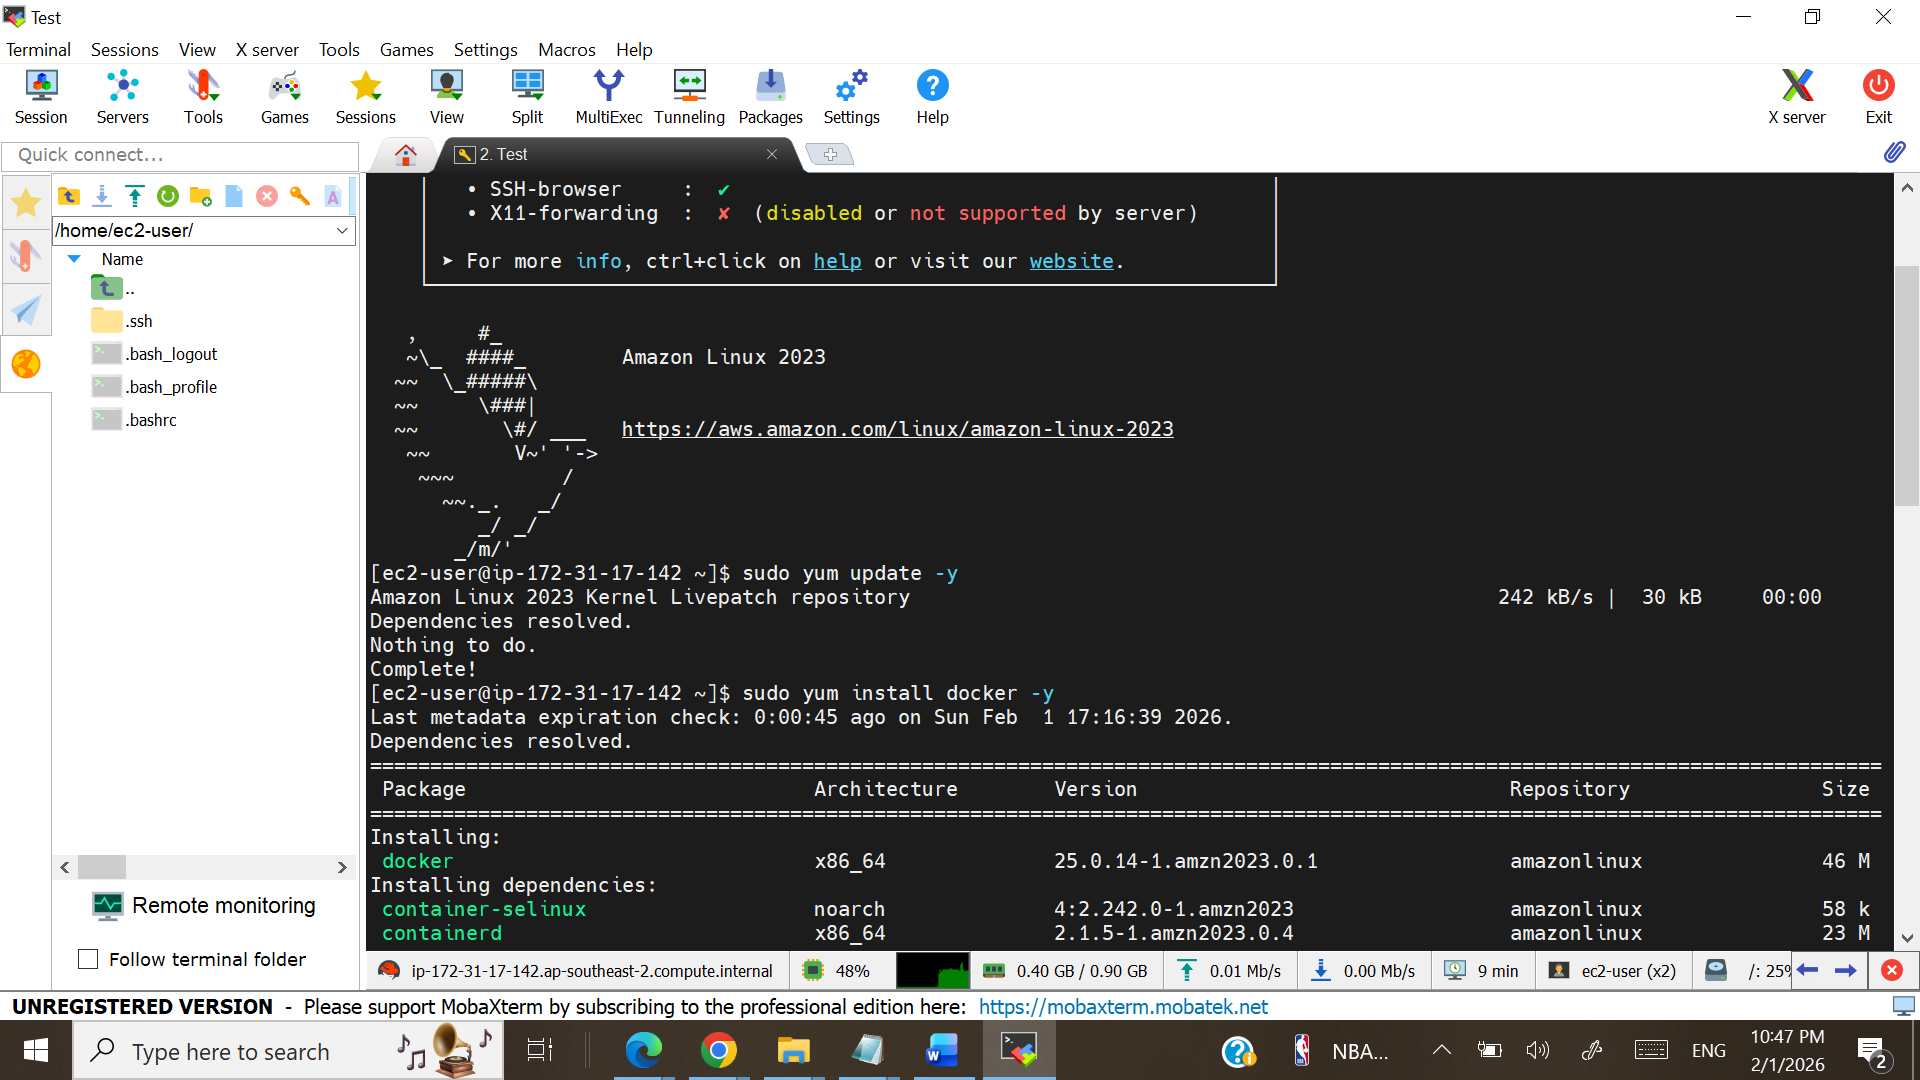 Test
Terminal Sessions View X server Tools Games Settings Macros Help
Session Servers Tools Games Sessions View Split MultiExec Tunneling Packages Settings Help X server Exit
Quick connect...
2. Test
/home/ec2-user/
Name
..
.ssh
.bash_logout
.bash_profile
.bashrc
Remote monitoring
Follow terminal folder
• SSH-browser : ✔
• X11-forwarding : ✘ (disabled or not supported by server)
➤ For more info, ctrl+click on help or visit our website.
   ,     #_
   ~\_  ####_        Amazon Linux 2023
  ~~  \_#####\
  ~~     \###|
  ~~       \#/ ___   https://aws.amazon.com/linux/amazon-linux-2023
   ~~       V~' '->
    ~~~         /
      ~~._.   _/
         _/ _/
       _/m/'
[ec2-user@ip-172-31-17-142 ~]$ sudo yum update -y
Amazon Linux 2023 Kernel Livepatch repository 242 kB/s | 30 kB 00:00
Dependencies resolved.
Nothing to do.
Complete!
[ec2-user@ip-172-31-17-142 ~]$ sudo yum install docker -y
Last metadata expiration check: 0:00:45 ago on Sun Feb  1 17:16:39 2026.
Dependencies resolved.
==============================================================================================================================
Package Architecture Version Repository Size
==============================================================================================================================
Installing:
docker x86_64 25.0.14-1.amzn2023.0.1 amazonlinux 46 M
Installing dependencies:
container-selinux noarch 4:2.242.0-1.amzn2023 amazonlinux 58 k
containerd x86_64 2.1.5-1.amzn2023.0.4 amazonlinux 23 M
ip-172-31-17-142.ap-southeast-2.compute.internal 48% 0.40 GB / 0.90 GB 0.01 Mb/s 0.00 Mb/s 9 min ec2-user (x2) /: 25%
UNREGISTERED VERSION - Please support MobaXterm by subscribing to the professional edition here: https://mobaxterm.mobatek.net
Type here to search
NBA...
ENG
10:47 PM
2/1/2026
2